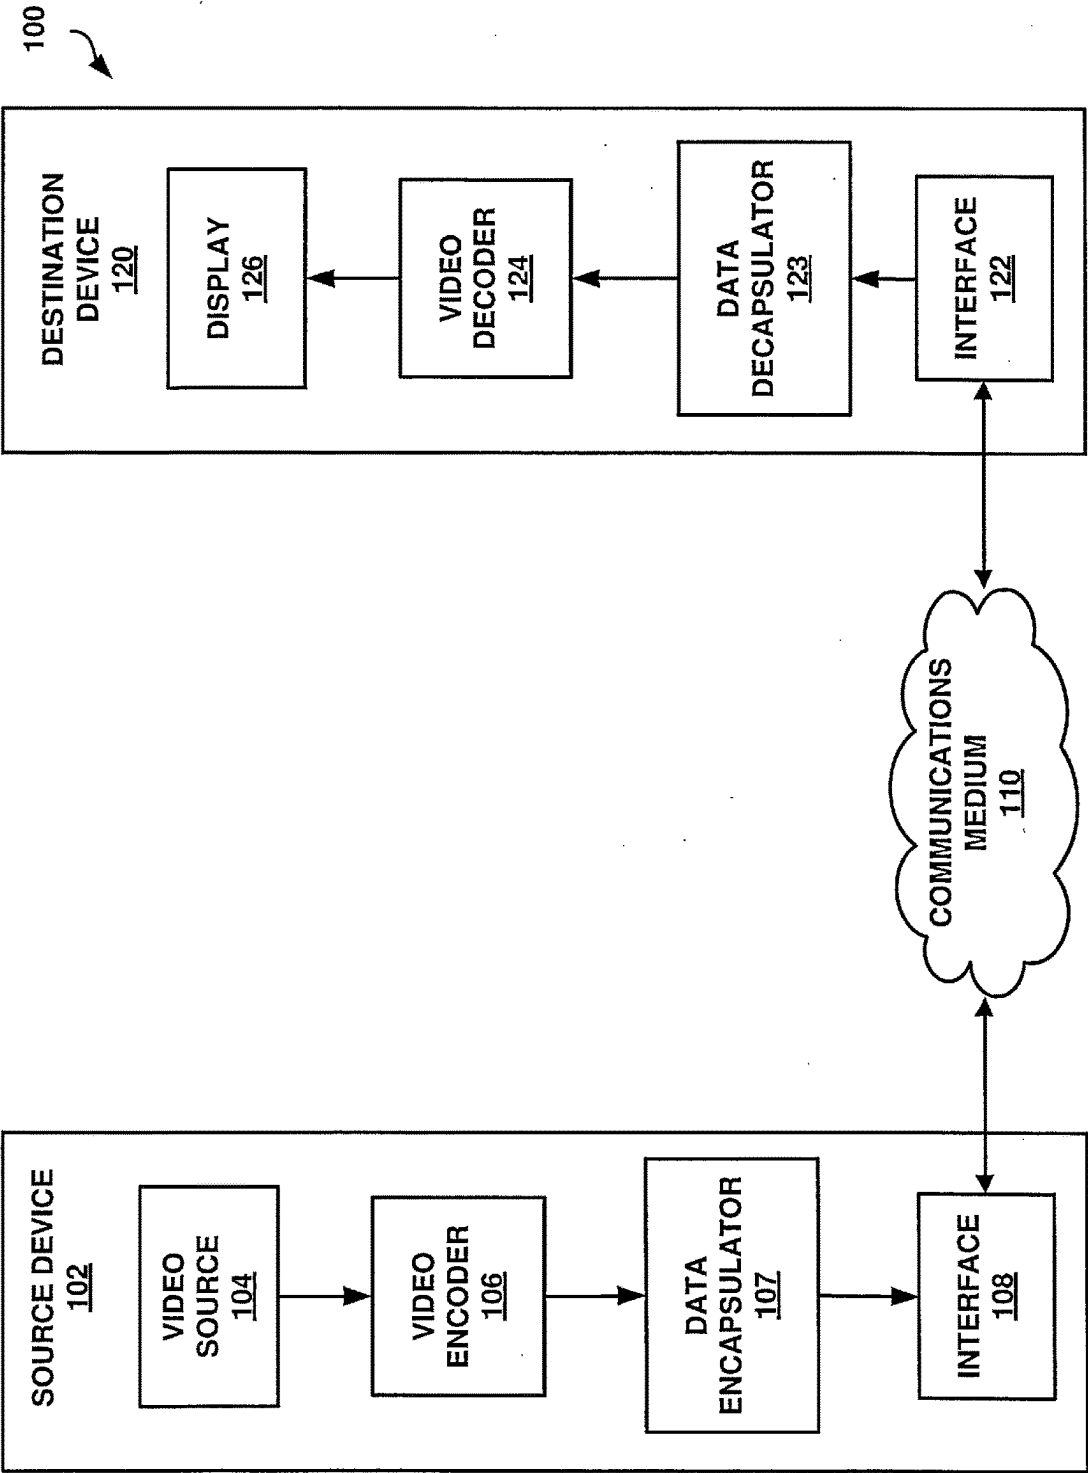 100
SOURCE DEVICE
102
VIDEO
SOURCE
104
VIDEO
ENCODER
106
DATA
ENCAPSULATOR
107
INTERFACE
108
COMMUNICATIONS
MEDIUM
110
DESTINATION
DEVICE
120
DISPLAY
126
VIDEO
DECODER
124
DATA
DECAPSULATOR
123
INTERFACE
122